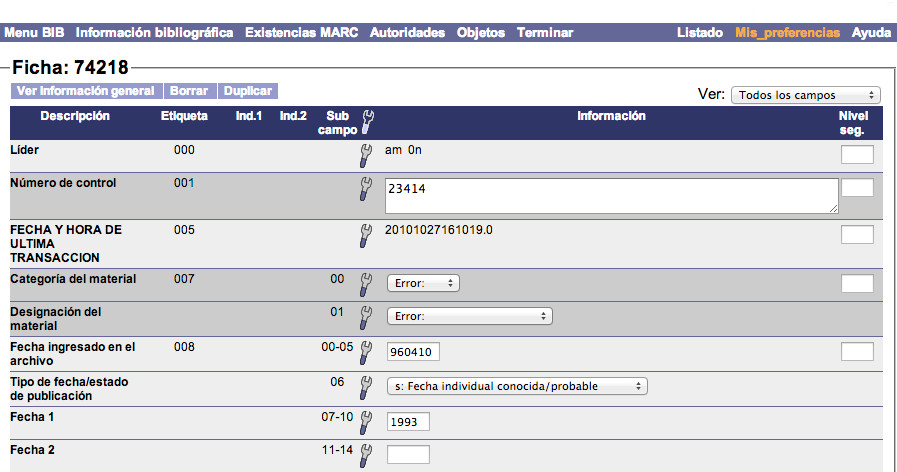 Menu BIB Información bibliográfica Existencias MARC Autoridades Objetos Terminar Listado Mis_preferencias Ayuda
Ficha: 74218
Ver información general Borrar Duplicar Ver: Todos los campos
Descripción Etiqueta Ind.1 Ind.2 Sub campo Información Nivel seg.
Líder 000 am 0n
Número de control 001 23414
FECHA Y HORA DE 005 20101027161019.0
ULTIMA
TRANSACCION
Categoría del material 007 00 Error:
Designación del 01 Error:
material
Fecha ingresado en el 008 00-05 960410
archivo
Tipo de fecha/estado 06 s: Fecha individual conocida/probable
de publicación
Fecha 1 07-10 1993
Fecha 2 11-14